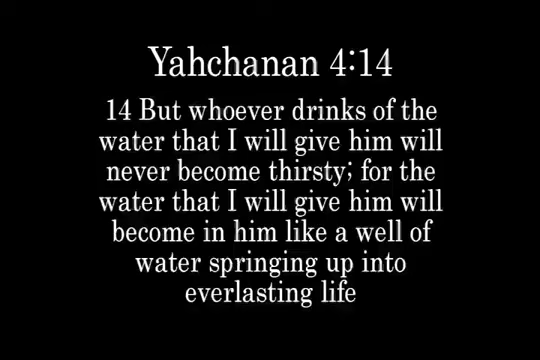 Yahchanan 4:14
14 But whoever drinks of the
water that I will give him will
never become thirsty; for the
water that I will give him will
become in him like a well of
water springing up into
everlasting life